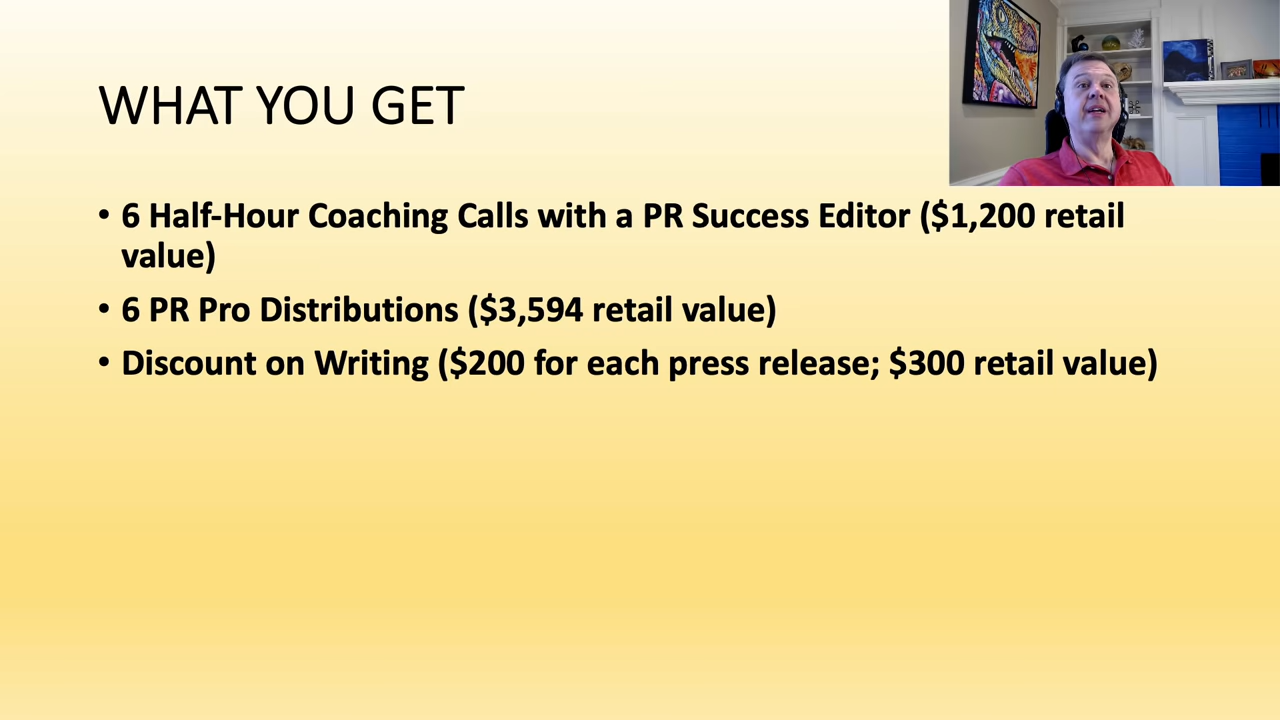 WHAT YOU GET
• 6 Half-Hour Coaching Calls with a PR Success Editor ($1,200 retail
value)
• 6 PR Pro Distributions ($3,594 retail value)
• Discount on Writing ($200 for each press release; $300 retail value)